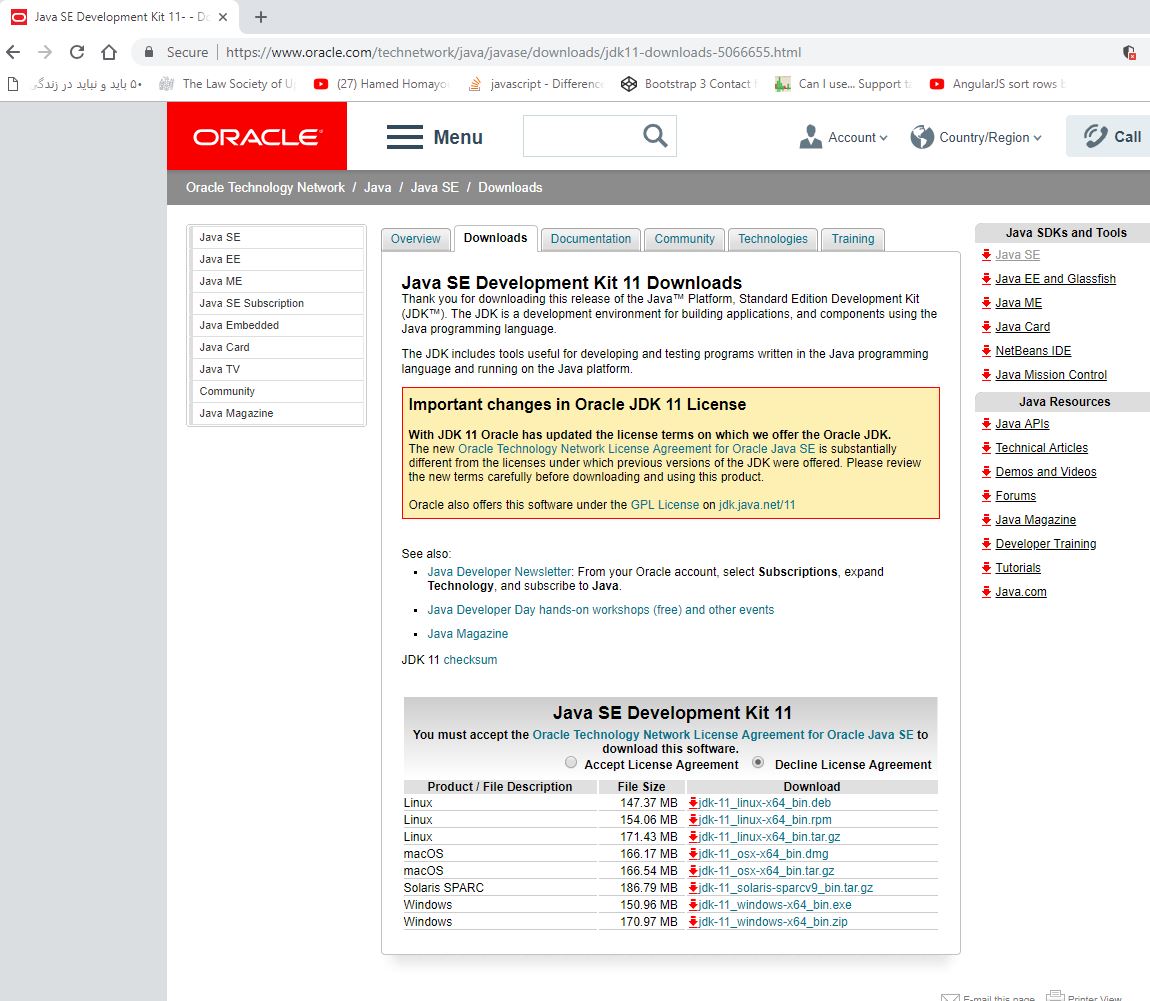 Java SE Development Kit 11- - Do
Secure
https://www.oracle.com/technetwork/java/javase/downloads/jdk11-downloads-5066655.html
۵۰ باید و نباید در زندگی
The Law Society of U
(27) Hamed Homayo
javascript - Difference
Bootstrap 3 Contact
Can I use... Support ta
AngularJS sort rows b
ORACLE
Menu
Account
Country/Region
Call
Oracle Technology Network / Java / Java SE / Downloads
Java SE
Java EE
Java ME
Java SE Subscription
Java Embedded
Java Card
Java TV
Community
Java Magazine
Overview
Downloads
Documentation
Community
Technologies
Training
Java SE Development Kit 11 Downloads
Thank you for downloading this release of the Java™ Platform, Standard Edition Development Kit
(JDK™). The JDK is a development environment for building applications, and components using the
Java programming language.
The JDK includes tools useful for developing and testing programs written in the Java programming
language and running on the Java platform.
Important changes in Oracle JDK 11 License
With JDK 11 Oracle has updated the license terms on which we offer the Oracle JDK.
The new Oracle Technology Network License Agreement for Oracle Java SE is substantially
different from the licenses under which previous versions of the JDK were offered. Please review
the new terms carefully before downloading and using this product.
Oracle also offers this software under the GPL License on jdk.java.net/11
See also:
Java Developer Newsletter: From your Oracle account, select Subscriptions, expand
Technology, and subscribe to Java.
Java Developer Day hands-on workshops (free) and other events
Java Magazine
JDK 11 checksum
Java SE Development Kit 11
You must accept the Oracle Technology Network License Agreement for Oracle Java SE to
download this software.
Accept License Agreement Decline License Agreement
Product / File Description File Size Download
Linux 147.37 MB jdk-11_linux-x64_bin.deb
Linux 154.06 MB jdk-11_linux-x64_bin.rpm
Linux 171.43 MB jdk-11_linux-x64_bin.tar.gz
macOS 166.17 MB jdk-11_osx-x64_bin.dmg
macOS 166.54 MB jdk-11_osx-x64_bin.tar.gz
Solaris SPARC 186.79 MB jdk-11_solaris-sparcv9_bin.tar.gz
Windows 150.96 MB jdk-11_windows-x64_bin.exe
Windows 170.97 MB jdk-11_windows-x64_bin.zip
Java SDKs and Tools
Java SE
Java EE and Glassfish
Java ME
Java Card
NetBeans IDE
Java Mission Control
Java Resources
Java APIs
Technical Articles
Demos and Videos
Forums
Java Magazine
Developer Training
Tutorials
Java.com
E-mail this page
Printer View